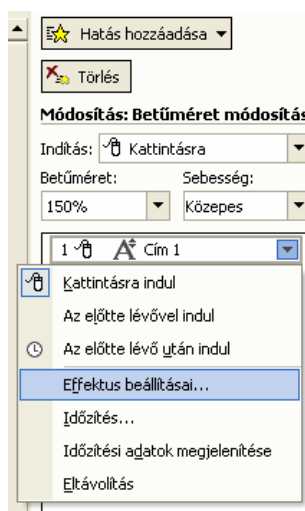 Hatás hozzáadása
Törlés
Módosítás: Betűméret módosítás
Indítás: Kattintásra
Betűméret: Sebesség:
150% Közepes
1 Cím 1
Kattintásra indul
Az előtte lévővel indul
Az előtte lévő után indul
Effektus beállításai...
Időzítés...
Időzítési adatok megjelenítése
Eltávolítás